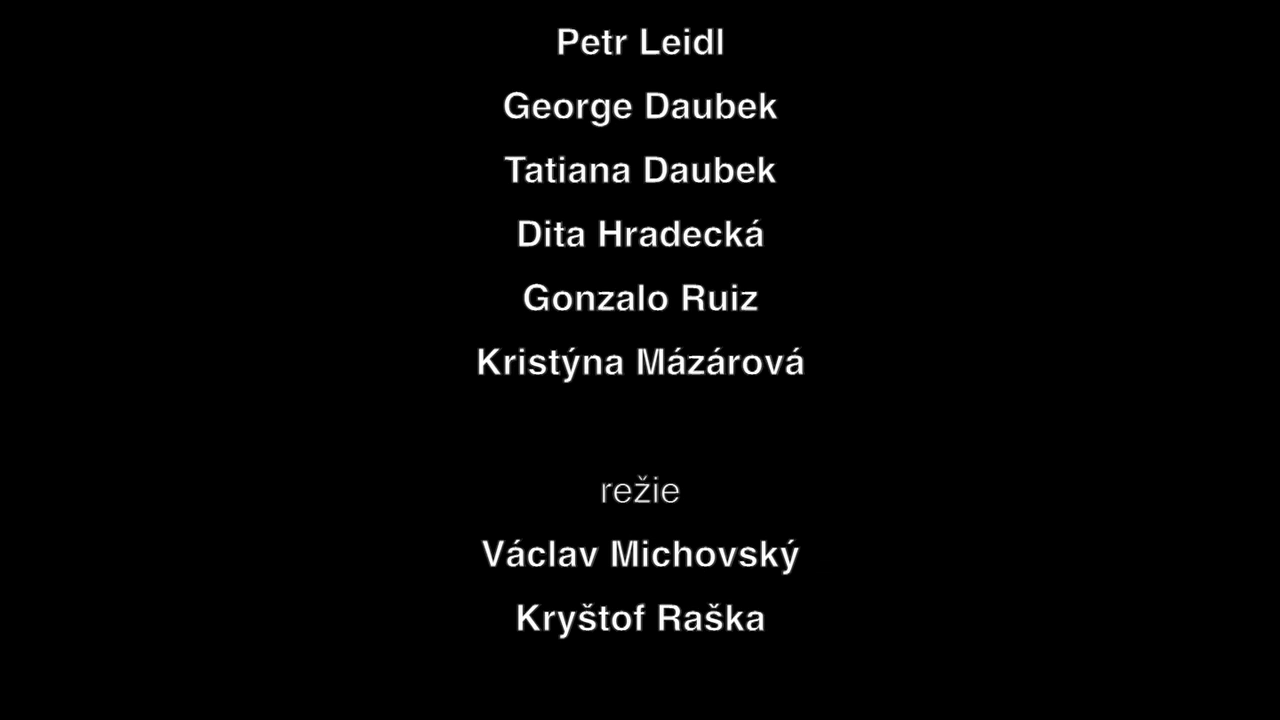 Petr Leidl
George Daubek
Tatiana Daubek
Dita Hradecká
Gonzalo Ruiz
Kristýna Mázárová
režie
Václav Michovský
Kryštof Raška